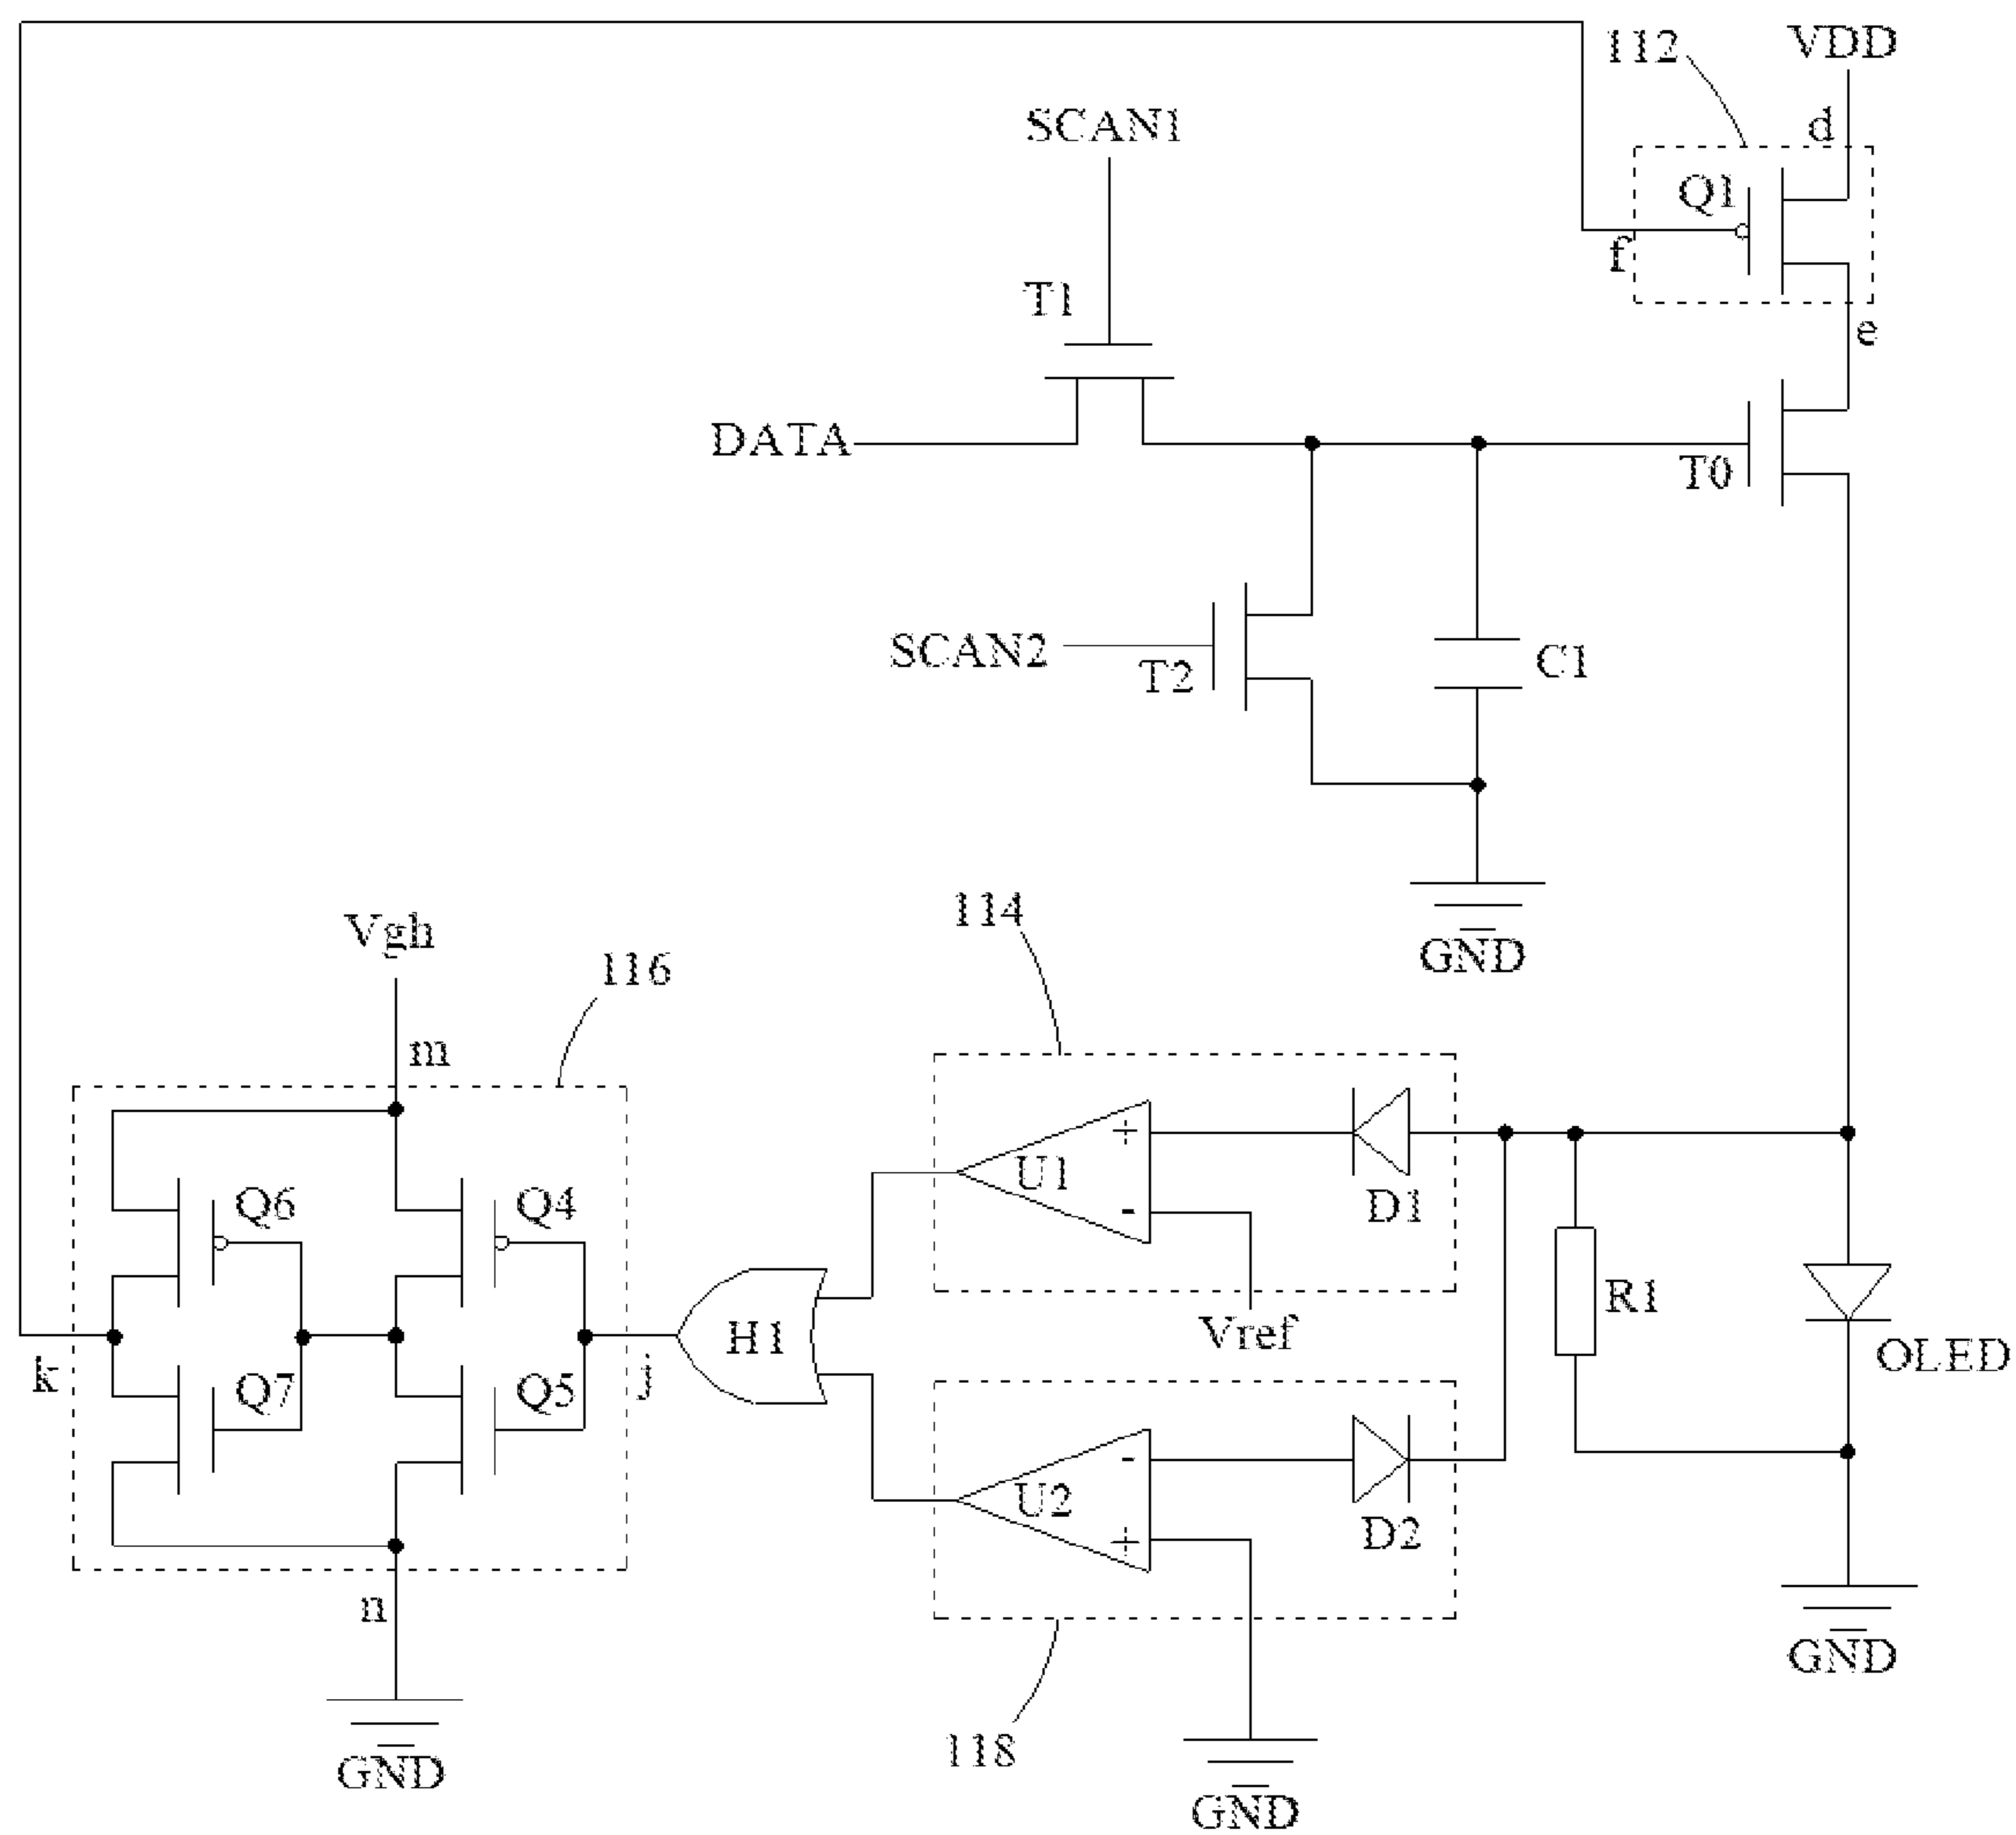 112
VDD
d
SCAN1
Q1
f
T1
e
DATA
T0
SCAN2
T2
C1
114
Vgh
GND
116
m
+
U1
Q6
Q4
-
D1
R1
H1
Vref
OLED
k
Q7
Q5
j
-
U2
D2
+
n
GND
118
GND
GND